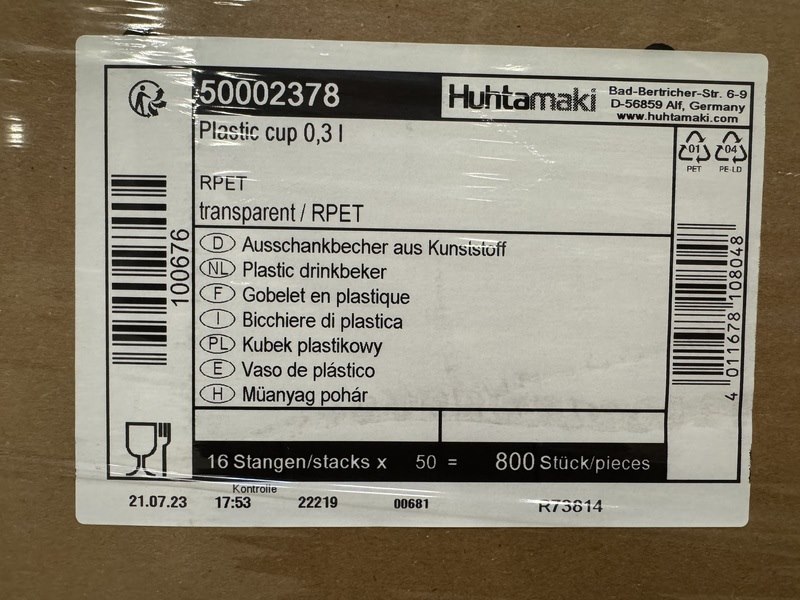 50002378
Huhtamaki
Bad-Bertricher-Str. 6-9
D-56859 Alf, Germany
www.huhtamaki.com
Plastic cup 0,3 l
01
PET
04
PE-LD
RPET
transparent / RPET
100676
D Ausschankbecher aus Kunststoff
NL Plastic drinkbeker
F Gobelet en plastique
I Bicchiere di plastica
PL Kubek plastikowy
E Vaso de plástico
H Müanyag pohár
4 011678 108048
16 Stangen/stacks x 50 = 800 Stück/pieces
Kontrolle
21.07.23 17:53 22219 00681 R73814